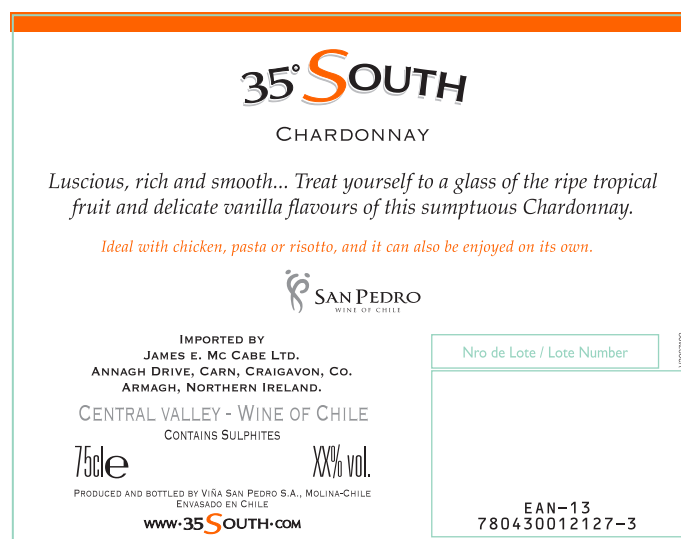 35° SOUTH
CHARDONNAY
Luscious, rich and smooth... Treat yourself to a glass of the ripe tropical
fruit and delicate vanilla flavours of this sumptuous Chardonnay.
Ideal with chicken, pasta or risotto, and it can also be enjoyed on its own.
SAN PEDRO
WINE OF CHILE
IMPORTED BY
JAMES E. MC CABE LTD.
ANNAGH DRIVE, CARN, CRAIGAVON, CO.
ARMAGH, NORTHERN IRELAND.
CENTRAL VALLEY - WINE OF CHILE
CONTAINS SULPHITES
75cl e XX% vol.
PRODUCED AND BOTTLED BY VIÑA SAN PEDRO S.A., MOLINA-CHILE
ENVASADO EN CHILE
WWW·35SOUTH·COM
Nro de Lote / Lote Number
EAN-13
780430012127-3